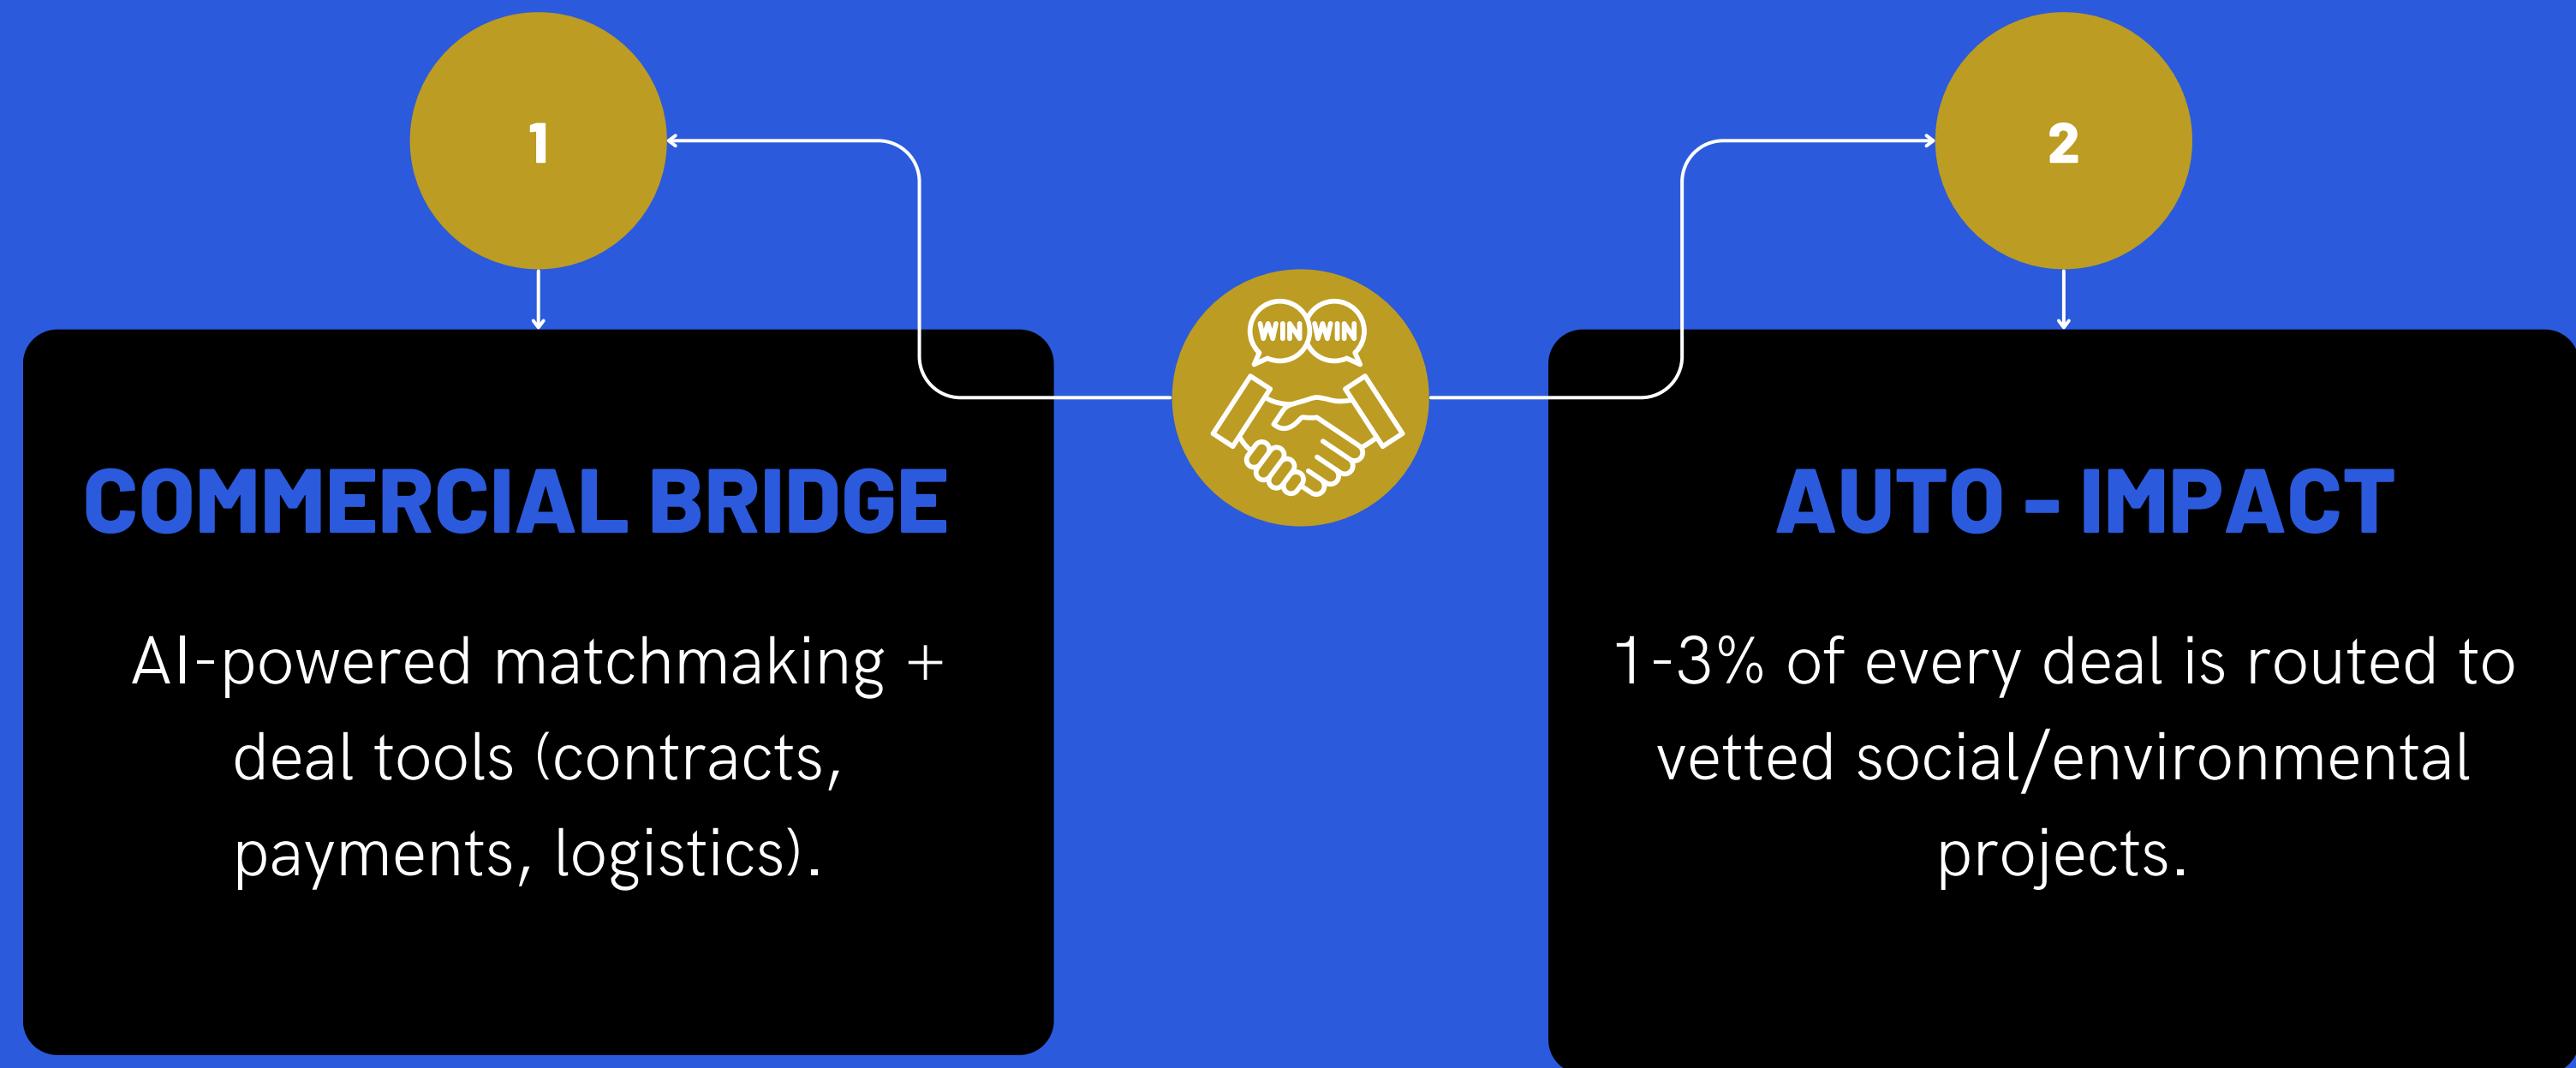 1
2
WIN WIN
COMMERCIAL BRIDGE
AI-powered matchmaking +
deal tools (contracts,
payments, logistics).
AUTO - IMPACT
1-3% of every deal is routed to
vetted social/environmental
projects.